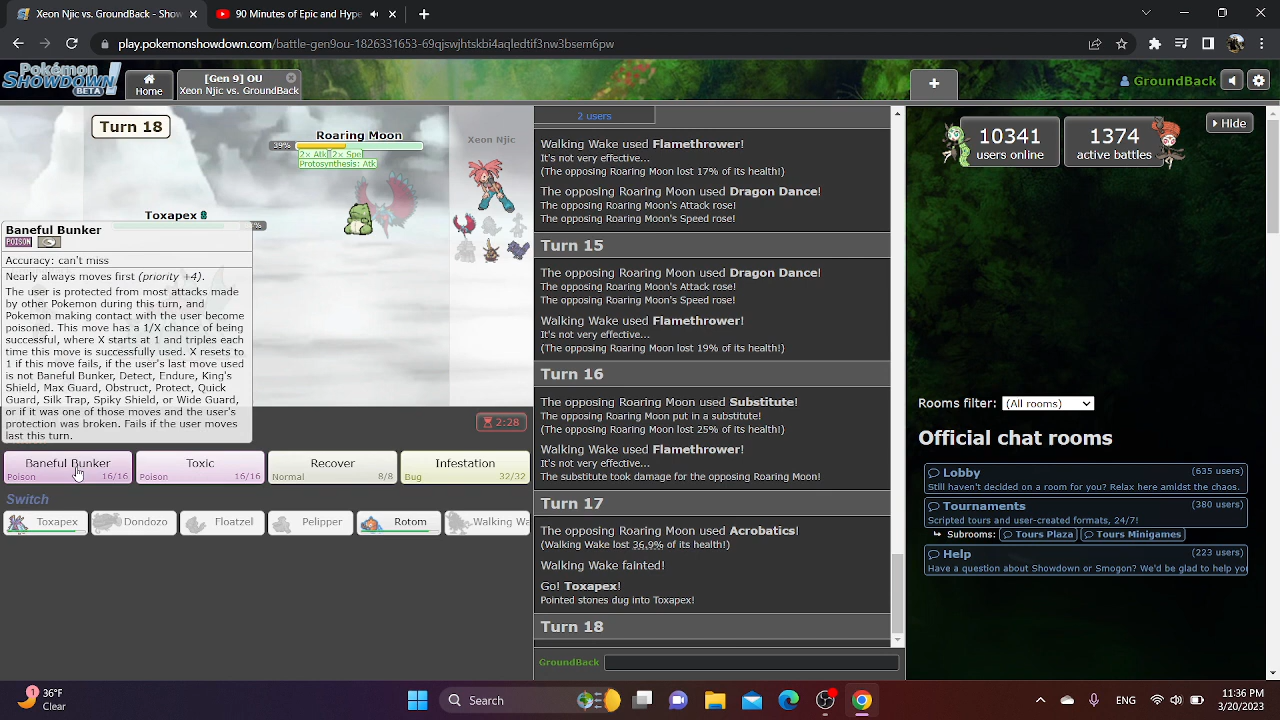 Xeon Njic vs. GroundBack - Show
90 Minutes of Epic and Hype
play.pokemonshowdown.com/battle-gen9ou-1826331653-69qjswjhtskbi4aqledtif3nw3bsem6pw
Pokémon
SHOWDOWN!
BETA
Home
[Gen 9] OU
Xeon Njic vs. GroundBack
GroundBack
Turn 18
Roaring Moon
39%
2× Atk 2× Spe
Protosynthesis: Atk
Xeon Njic
Toxapex
%
Baneful Bunker
POISON
Accuracy: can't miss
Nearly always moves first (priority +4).
The user is protected from most attacks made
by other Pokemon during this turn, and
Pokemon making contact with the user become
poisoned. This move has a 1/X chance of being
successful, where X starts at 1 and triples each
time this move is successfully used. X resets to
1 if this move fails, if the user's last move used
is not Baneful Bunker, Detect, Endure, King's
Shield, Max Guard, Obstruct, Protect, Quick
Guard, Silk Trap, Spiky Shield, or Wide Guard,
or if it was one of those moves and the user's
protection was broken. Fails if the user moves
last this turn.
2:28
Baneful Bunker
Poison 16/16
Toxic
Poison 16/16
Recover
Normal 8/8
Infestation
Bug 32/32
Switch
Toxapex
Dondozo
Floatzel
Pelipper
Rotom
Walking Wa
2 users
Walking Wake used Flamethrower!
It's not very effective...
(The opposing Roaring Moon lost 17% of its health!)
The opposing Roaring Moon used Dragon Dance!
The opposing Roaring Moon's Attack rose!
The opposing Roaring Moon's Speed rose!
Turn 15
The opposing Roaring Moon used Dragon Dance!
The opposing Roaring Moon's Attack rose!
The opposing Roaring Moon's Speed rose!
Walking Wake used Flamethrower!
It's not very effective...
(The opposing Roaring Moon lost 19% of its health!)
Turn 16
The opposing Roaring Moon used Substitute!
The opposing Roaring Moon put in a substitute!
(The opposing Roaring Moon lost 25% of its health!)
Walking Wake used Flamethrower!
It's not very effective...
The substitute took damage for the opposing Roaring Moon!
Turn 17
The opposing Roaring Moon used Acrobatics!
(Walking Wake lost 36.9% of its health!)
Walking Wake fainted!
Go! Toxapex!
Pointed stones dug into Toxapex!
Turn 18
GroundBack
10341
users online
1374
active battles
Hide
Rooms filter: (All rooms)
Official chat rooms
Lobby (635 users)
Still haven't decided on a room for you? Relax here amidst the chaos.
Tournaments (380 users)
Scripted tours and user-created formats, 24/7!
Subrooms: Tours Plaza Tours Minigames
Help (223 users)
Have a question about Showdown or Smogon? We'd be glad to help you
1
36°F
Clear
Search
ENG
11:36 PM
3/20/2023